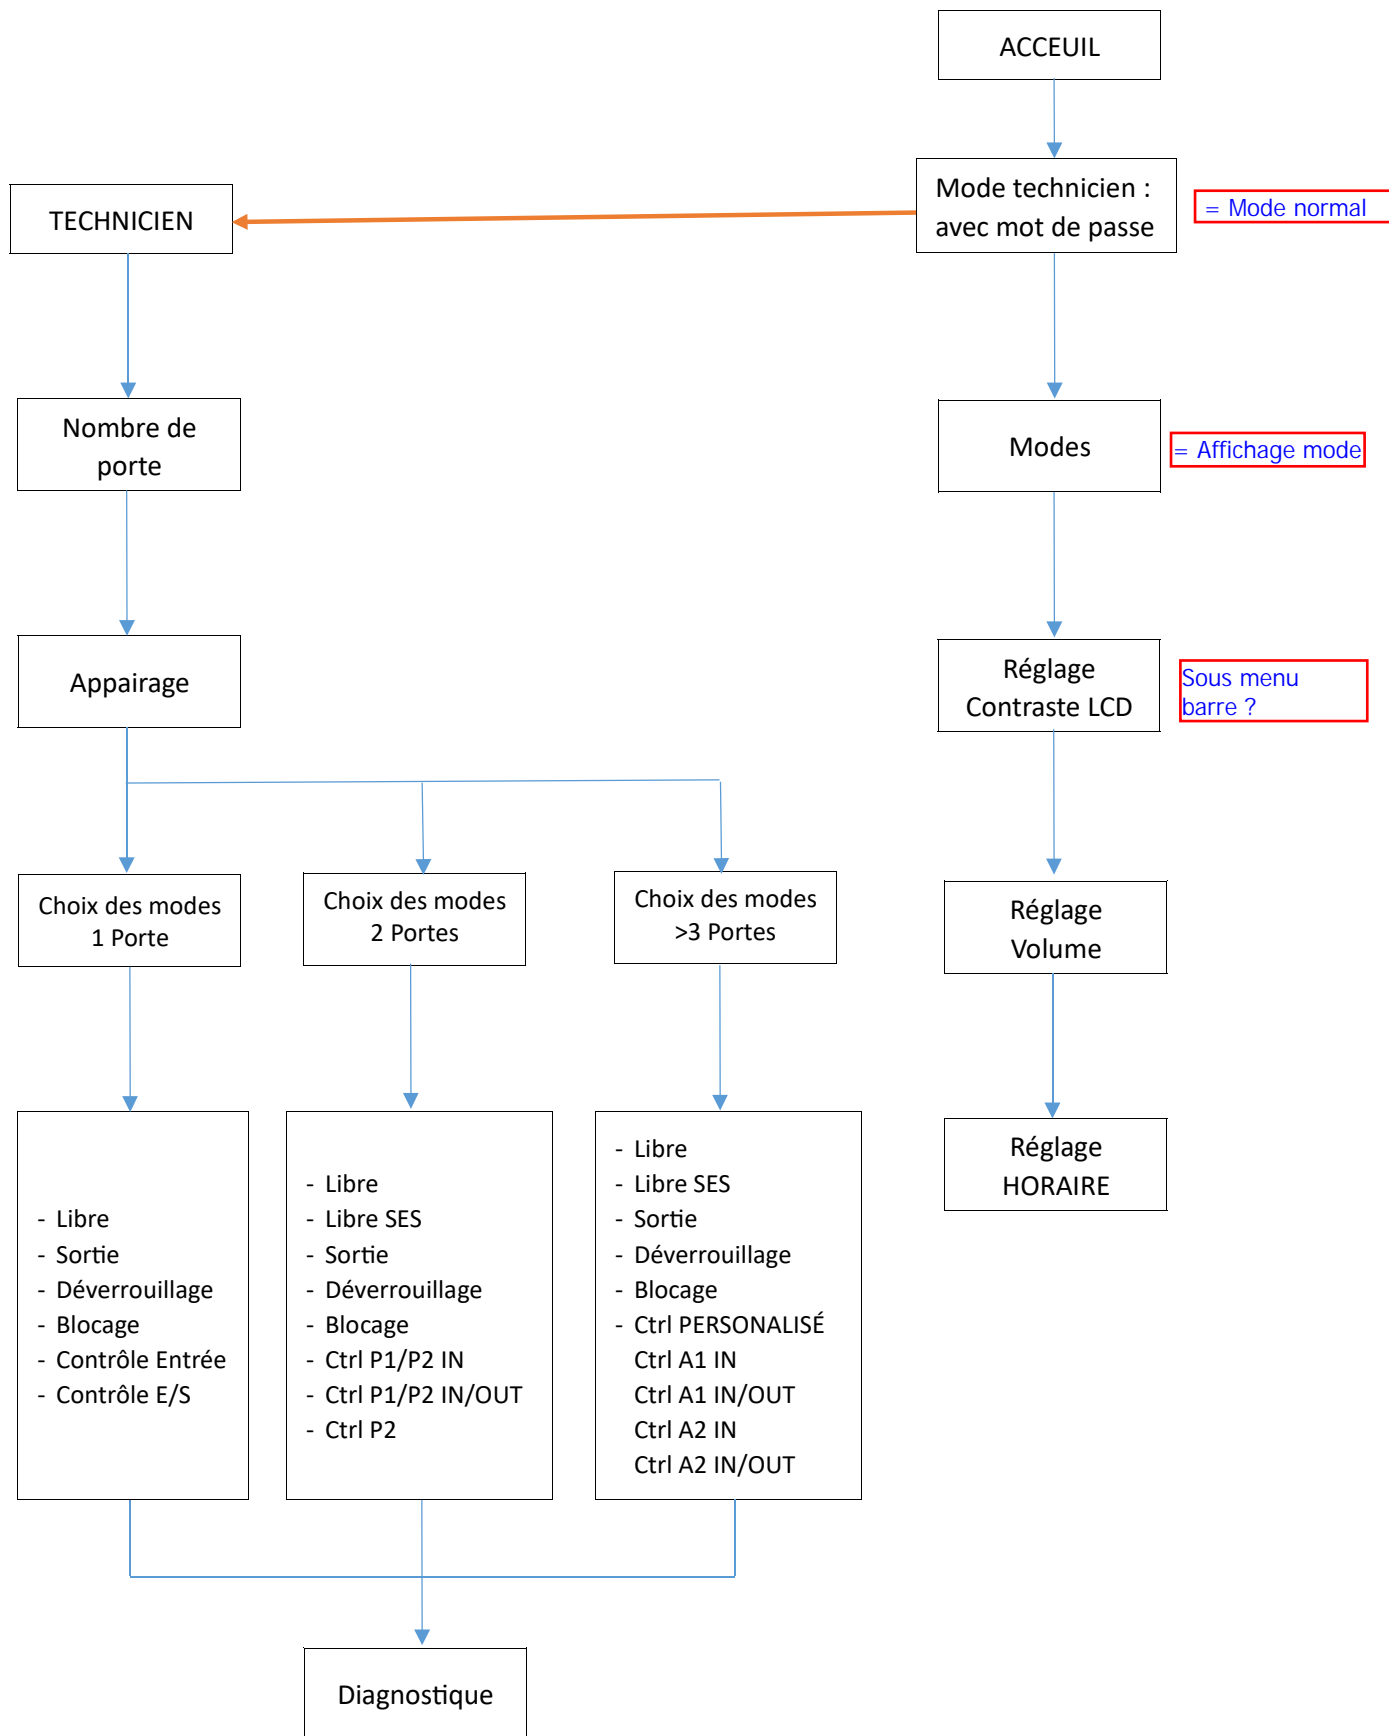 ACCEUIL
Mode technicien :
avec mot de passe
= Mode normal
TECHNICIEN
Nombre de
porte
Modes
= Affichage mode
Appairage
Réglage
Contraste LCD
Sous menu
barre ?
Choix des modes
1 Porte
Choix des modes
2 Portes
Choix des modes
>3 Portes
Réglage
Volume
- Libre
- Sortie
- Déverrouillage
- Blocage
- Contrôle Entrée
- Contrôle E/S
- Libre
- Libre SES
- Sortie
- Déverrouillage
- Blocage
- Ctrl P1/P2 IN
- Ctrl P1/P2 IN/OUT
- Ctrl P2
- Libre
- Libre SES
- Sortie
- Déverrouillage
- Blocage
- Ctrl PERSONALISÉ
Ctrl A1 IN
Ctrl A1 IN/OUT
Ctrl A2 IN
Ctrl A2 IN/OUT
Réglage
HORAIRE
Diagnostique